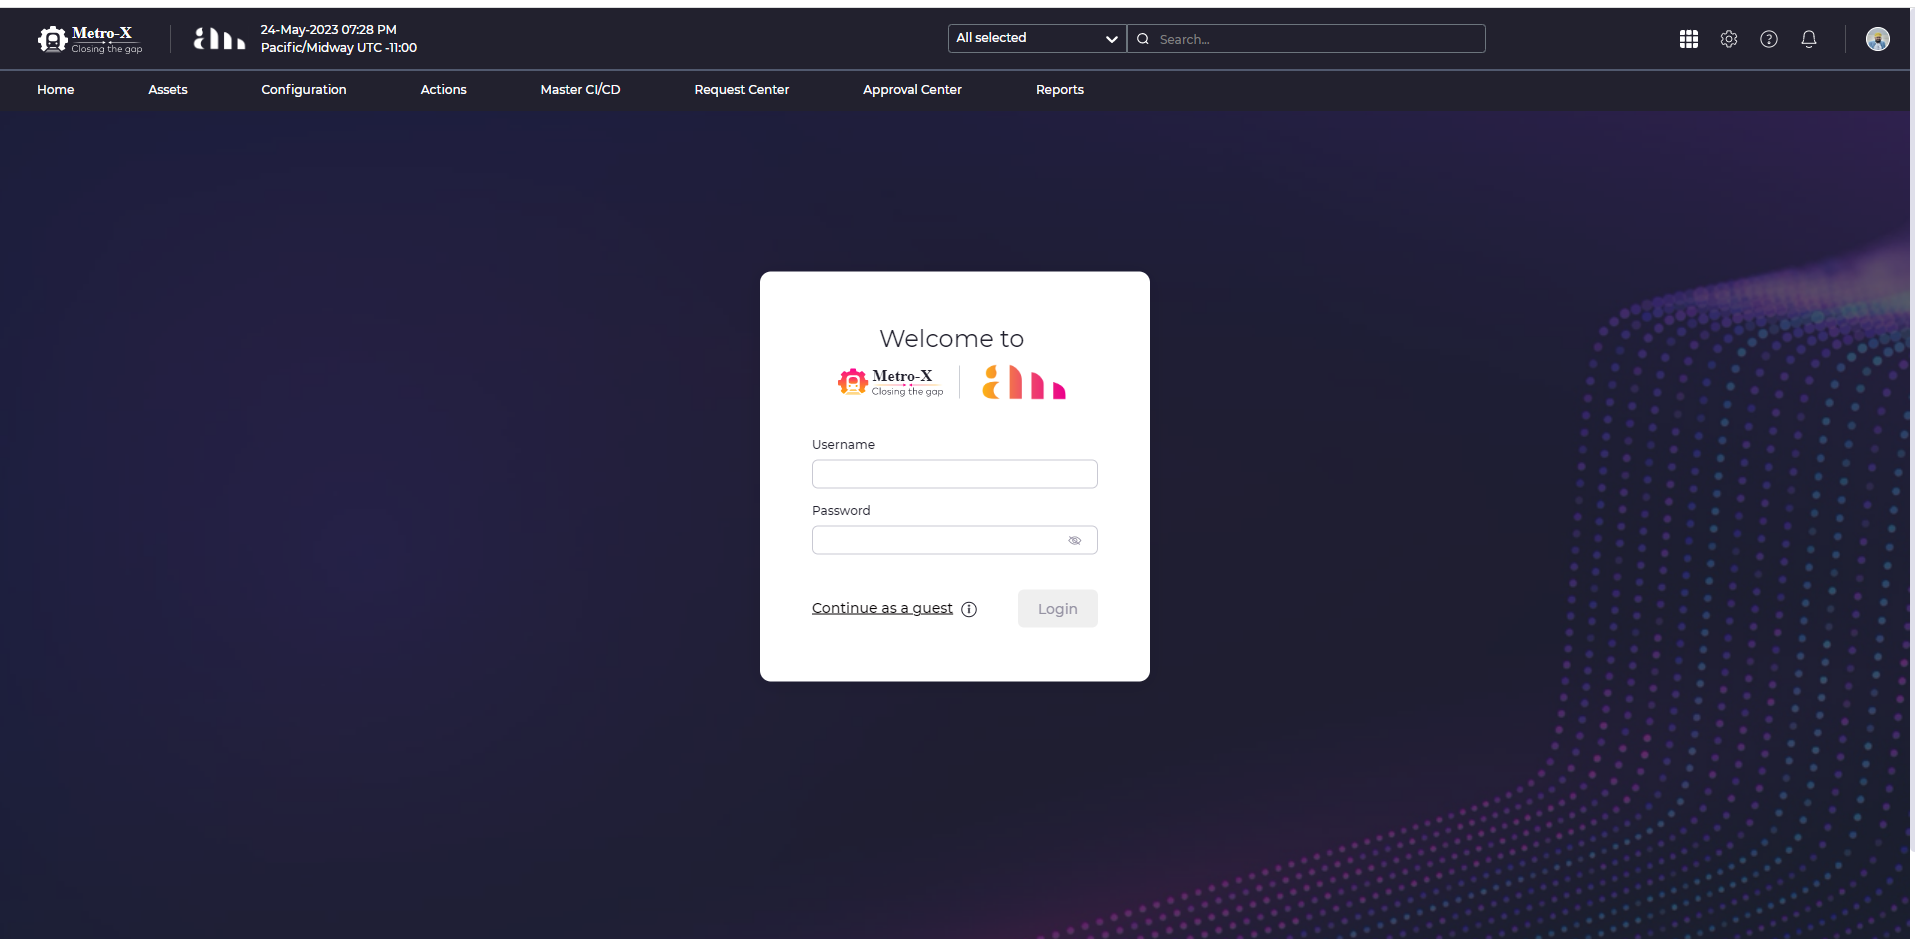 Metro-X
Closing the gap
am
24-May-2023 07:28 PM
Pacific/Midway UTC -11:00
All selected
Search...
Home
Assets
Configuration
Actions
Master CI/CD
Request Center
Approval Center
Reports
Welcome to
Metro-X
Closing the gap
am
Username
Password
Continue as a guest
Login